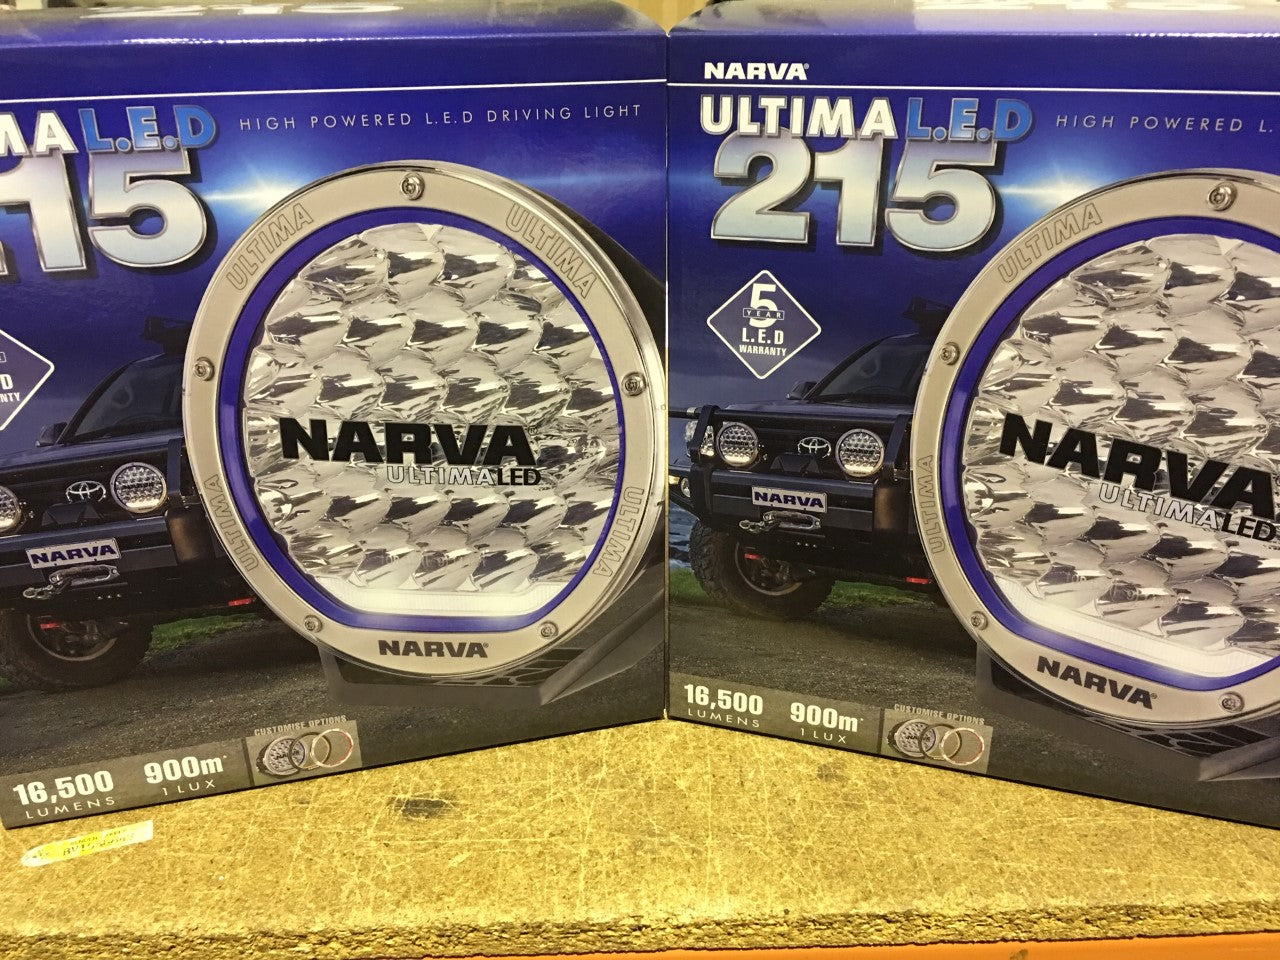 MA L.E.D
HIGH POWERED L.E.D DRIVING LIGHT
215
ULTIMA
ULTIMA
NARVA
ULTIMALED
ULTIMA
ULTIMA
NARVA
NARVA
16,500
LUMENS
900m*
1 LUX
CUSTOMISE OPTIONS
NARVA
ULTIMA L.E.D
HIGH POWERED L.
215
5
YEAR
L.E.D
WARRANTY
ULTIMA
NARVA
ULTIMALED
ULTIMA
NARVA
NARVA
16,500
LUMENS
900m*
1 LUX
CUSTOMISE OPTIONS